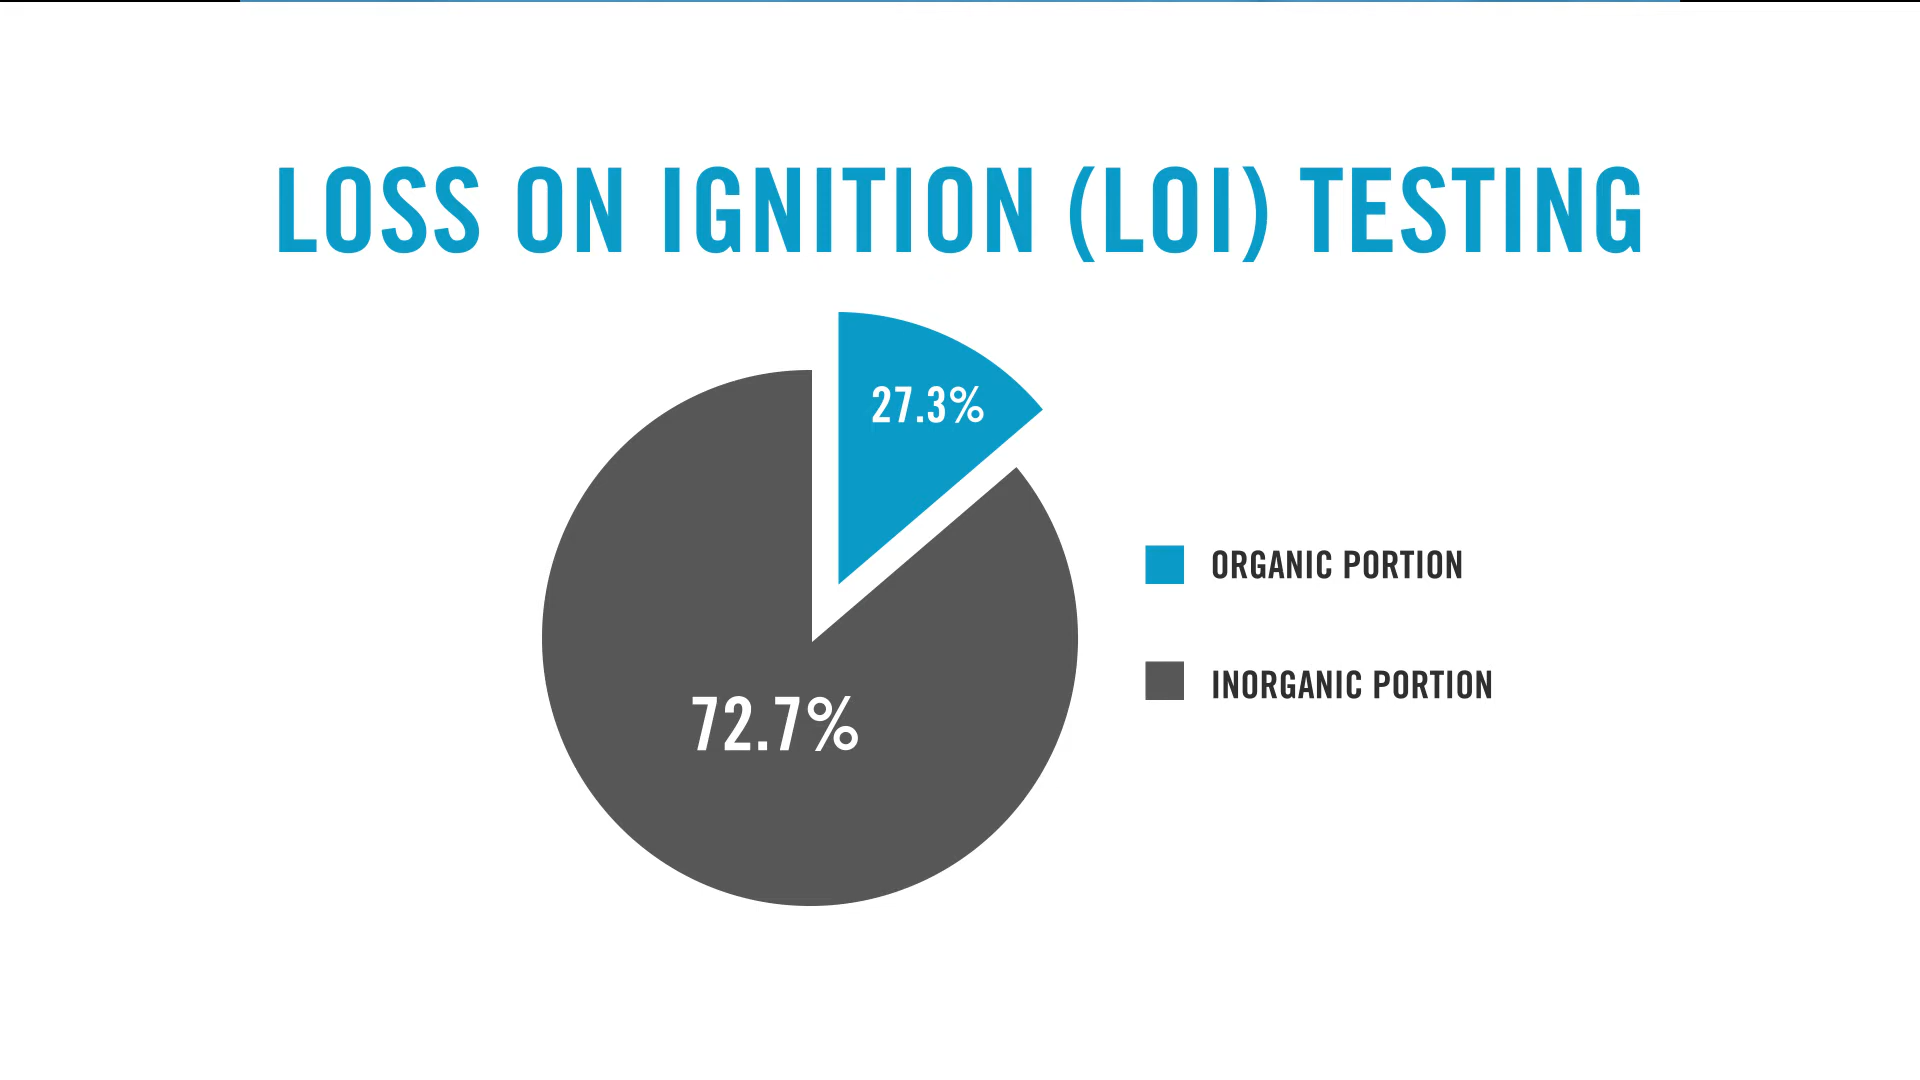 LOSS ON IGNITION (LOI) TESTING
27.3%
72.7%
ORGANIC PORTION
INORGANIC PORTION